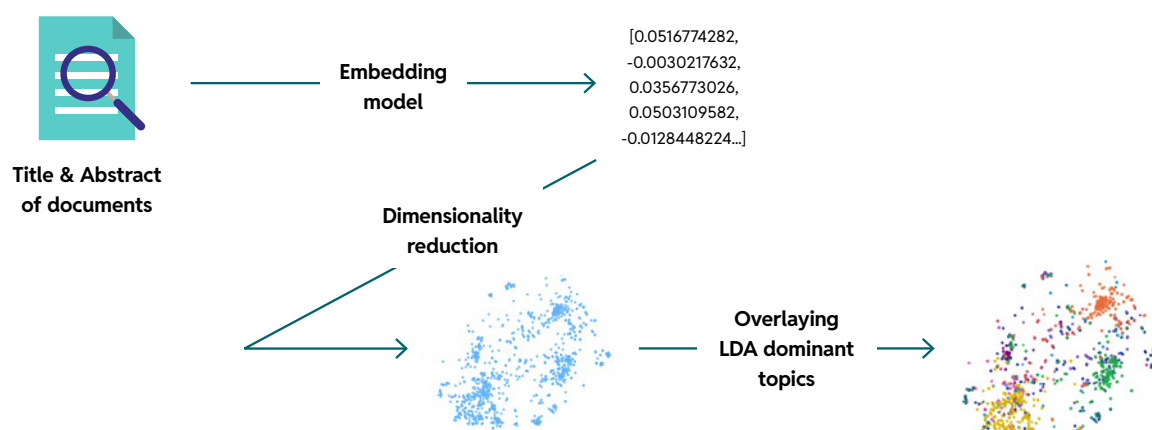 Title & Abstract
of documents
Embedding
model
[0.0516774282,
-0.0030217632,
0.0356773026,
0.0503109582,
-0.0128448224...]
Dimensionality
reduction
Overlaying
LDA dominant
topics